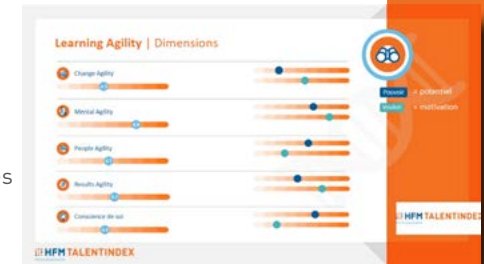 Learning Agility | Dimensions
Change Agility
Mental Agility
People Agility
Results Agility
Conscience de soi
Pouvoir = potentiel
Vouloir = motivation
s
HFM TALENTINDEX
HFM TALENTINDEX